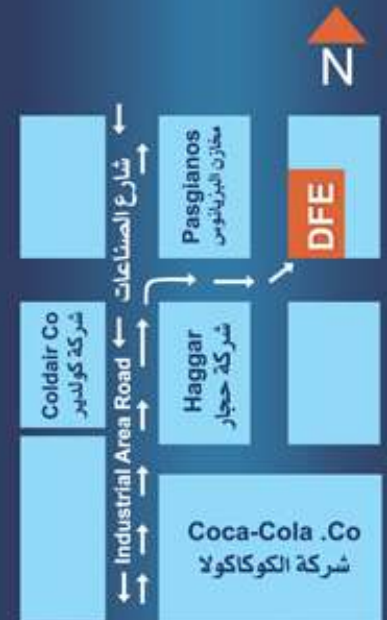 N
Pasgianos
مخازن البزيانوس
DFE
شارع الصناعات
Industrial Area Road
Coldair Co
شركة كولدير
Haggar
شركة حجار
Coca-Cola .Co
شركة الكوكاكولا